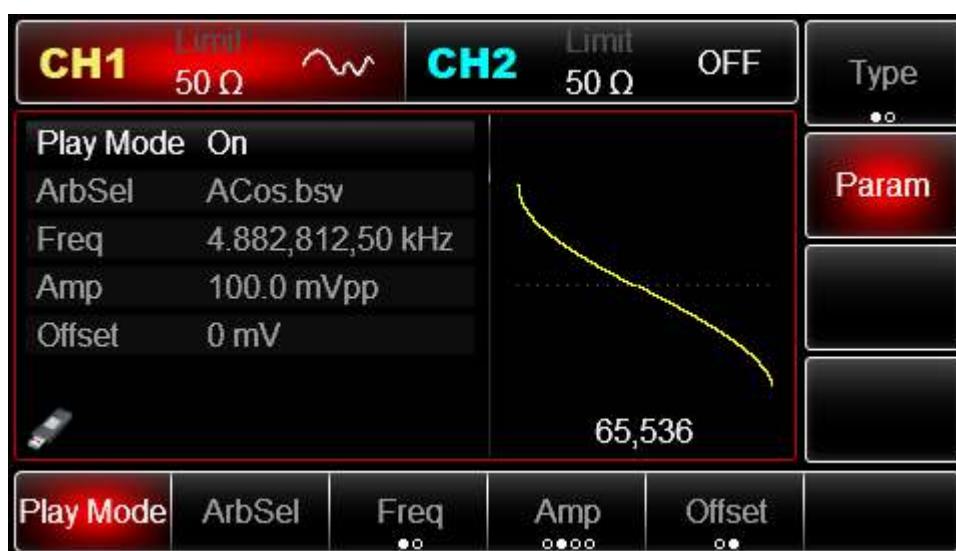 CH1
Limit
50 Ω
CH2
Limit
50 Ω
OFF
Type
Play Mode On
ArbSel ACos.bsv
Freq 4.882,812,50 kHz
Amp 100.0 mVpp
Offset 0 mV
65,536
Param
Play Mode
ArbSel
Freq
Amp
Offset